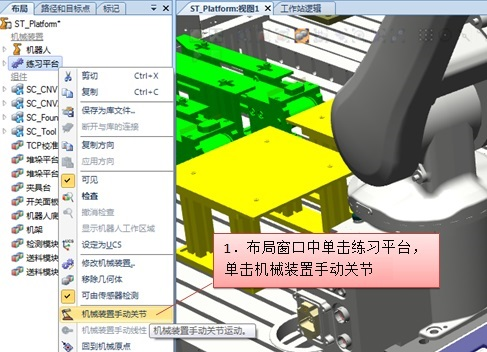 布局 路径和目标点 标记
ST_Platform:视图1 工作站逻辑
ST_Platform*
机械装置
机器人
练习平台
组件
SC_CNV
SC_CNV
SC_Foun
SC_Tool
TCP校准
堆垛平台
堆垛平台
夹具台
开关面板
机器人底
机架
检测模块
送料模块
送料模块
剪切 Ctrl+X
复制 Ctrl+C
保存为库文件...
断开与库的连接
复制方向
应用方向
可见
检查
撤消检查
显示机器人工作区域
设定为UCS
修改机械装置...
移除几何体
可由传感器检测
机械装置手动关节
机械装置手动线性
回到机械原点
机械装置手动关节运动。
1. 布局窗口中单击练习平台，
单击机械装置手动关节